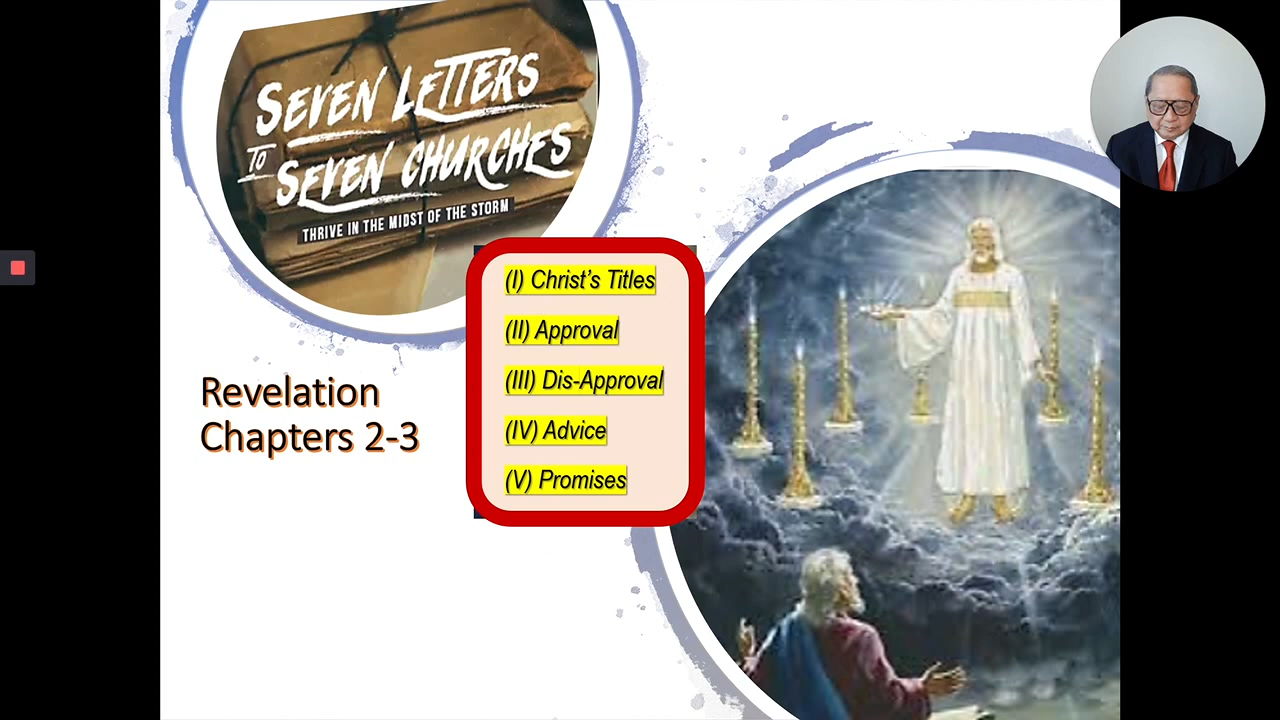 SEVEN LETTERS
TO SEVEN CHURCHES
THRIVE IN THE MIDST OF THE STORM
(I) Christ's Titles
(II) Approval
(III) Dis-Approval
(IV) Advice
(V) Promises
Revelation
Chapters 2-3